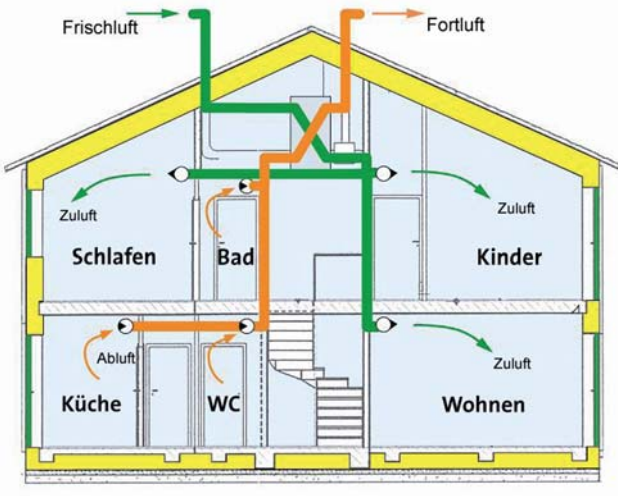 Frischluft
Fortluft
Zuluft
Zuluft
Schlafen
Bad
Kinder
Abluft
Zuluft
Küche
WC
Wohnen